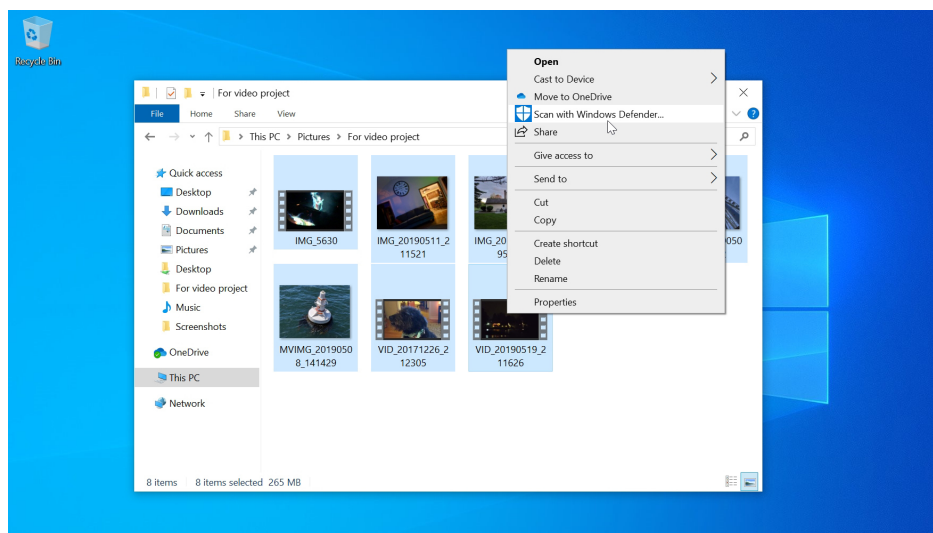 Recycle Bin
For video project
File Home Share View
This PC > Pictures > For video project
Quick access
Desktop
Downloads
Documents
Pictures
Desktop
For video project
Music
Screenshots
OneDrive
This PC
Network
IMG_5630
IMG_20190511_2
11521
IMG_20
95
050
MVIMG_2019050
8_141429
VID_20171226_2
12305
VID_20190519_2
11626
8 items 8 items selected 265 MB
Open
Cast to Device
Move to OneDrive
Scan with Windows Defender...
Share
Give access to
Send to
Cut
Copy
Create shortcut
Delete
Rename
Properties